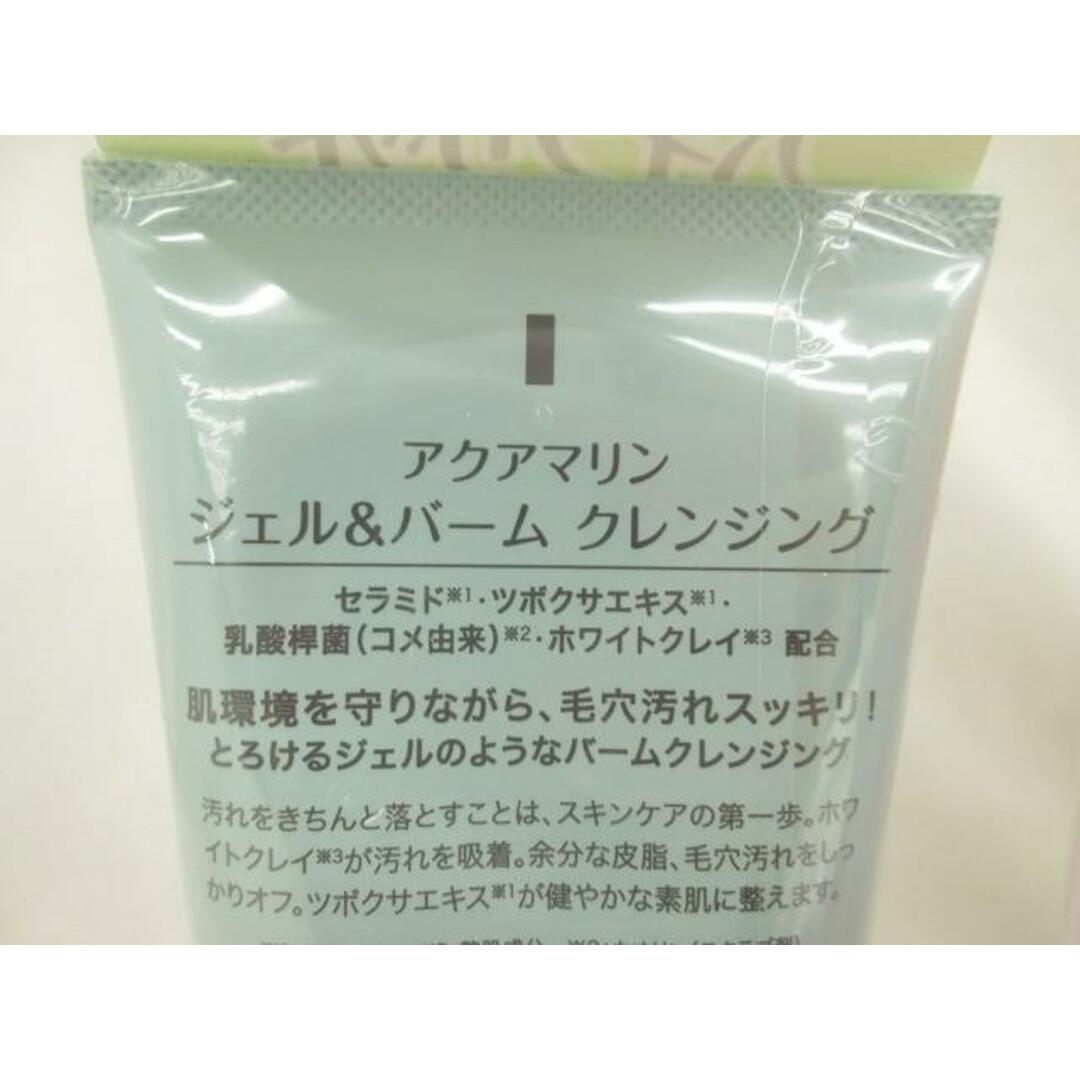 アクアマリン
ジェル&バーム クレンジング
セラミド※1・ツボクサエキス※1・
乳酸桿菌(コメ由来)※2・ホワイトクレイ※3 配合
肌環境を守りながら、毛穴汚れスッキリ!
とろけるジェルのようなバームクレンジング
汚れをきちんと落とすことは、スキンケアの第一歩。ホワ
イトクレイ※3が汚れを吸着。余分な皮脂、毛穴汚れをしっ
かりオフ。ツボクサエキス※1が健やかな素肌に整えます。